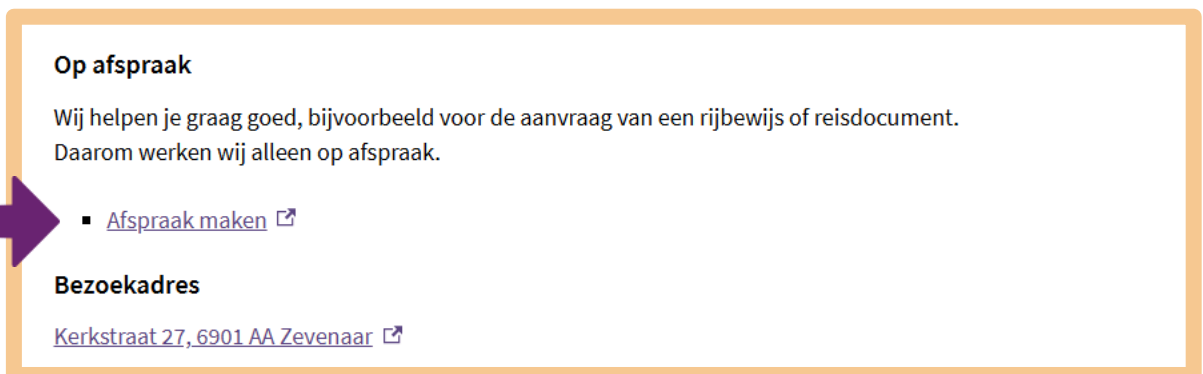 Op afspraak
Wij helpen je graag goed, bijvoorbeeld voor de aanvraag van een rijbewijs of reisdocument.
Daarom werken wij alleen op afspraak.
Afspraak maken
Bezoekadres
Kerkstraat 27, 6901 AA Zevenaar